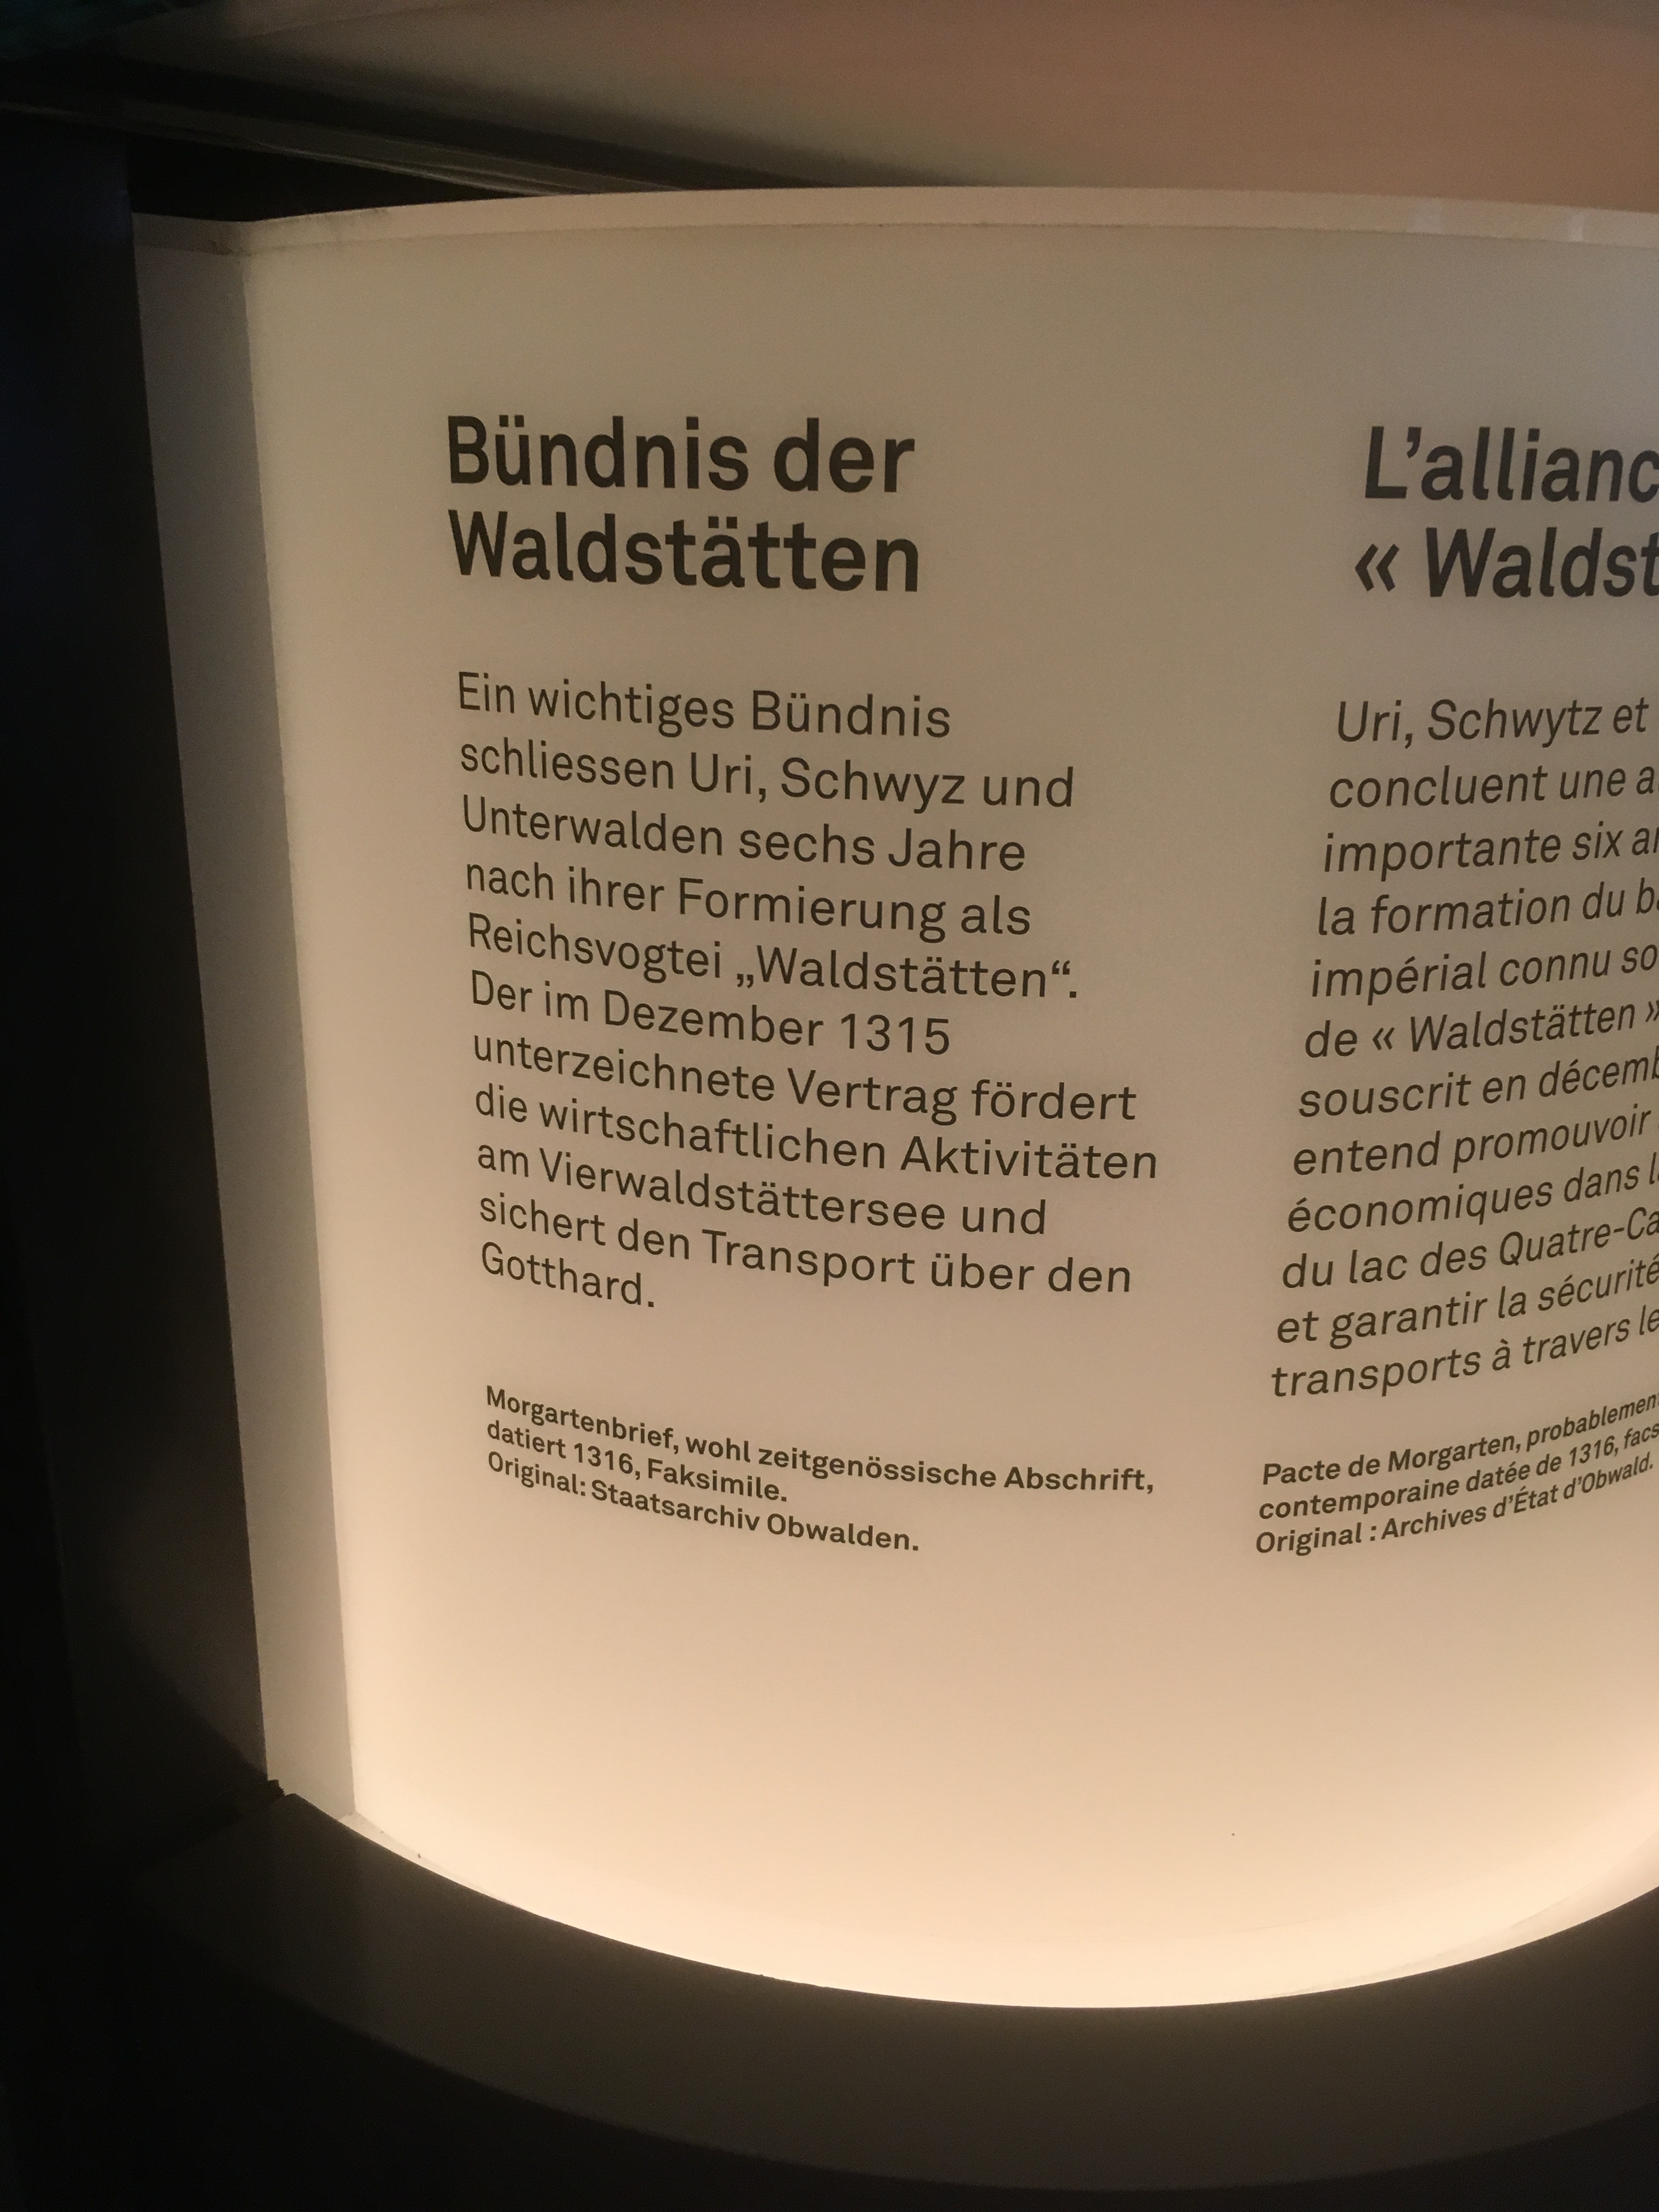 Bündnis der
Waldstätten
Ein wichtiges Bündnis
schliessen Uri, Schwyz und
Unterwalden sechs Jahre
nach ihrer Formierung als
Reichsvogtei „Waldstätten“.
Der im Dezember 1315
unterzeichnete Vertrag fördert
die wirtschaftlichen Aktivitäten
am Vierwaldstättersee und
sichert den Transport über den
Gotthard.
Morgartenbrief, wohl zeitgenössische Abschrift,
datiert 1316, Faksimile.
Original: Staatsarchiv Obwalden.
L’allianc
« Waldst
Uri, Schwytz et
concluent une a
importante six an
la formation du ba
impérial connu so
de « Waldstätten »
souscrit en décemb
entend promouvoir
économiques dans l
du lac des Quatre-Ca
et garantir la sécurité
transports à travers le
Pacte de Morgarten, probablement
contemporaine datée de 1316, facs
Original : Archives d’État d’Obwald.